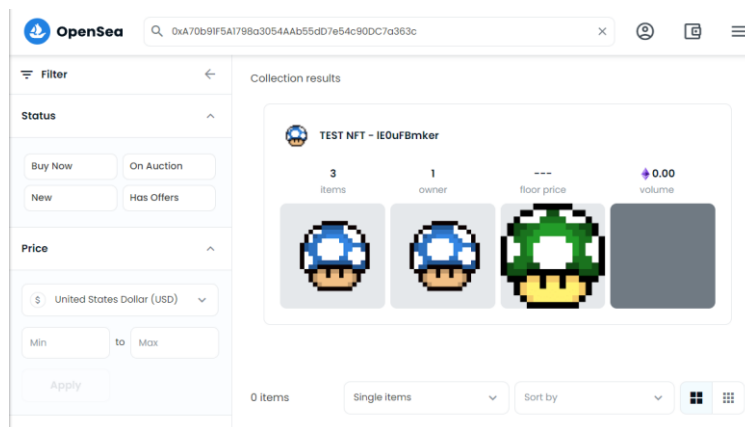 OpenSea
0xA70b91F5A1798a3054AAb55dD7e54c90DC7a363c
Filter
Collection results
Status
Buy Now
On Auction
New
Has Offers
TEST NFT - IE0uFBmker
3
1
---
0.00
items
owner
floor price
volume
Price
$ United States Dollar (USD)
Min
to
Max
Apply
0 items
Single items
Sort by